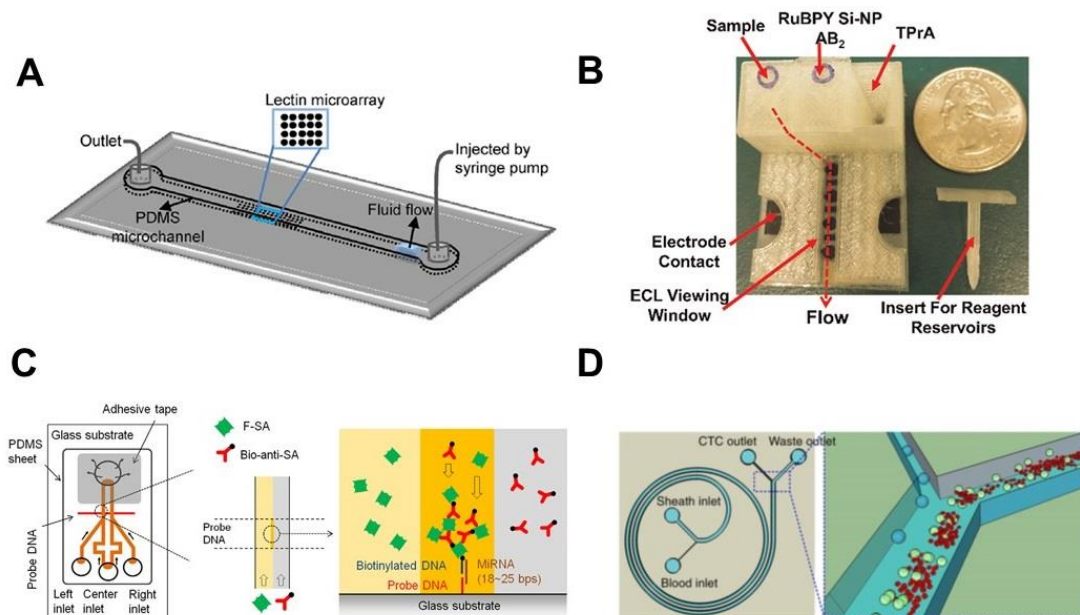 A
Lectin microarray
Outlet
Injected by
syringe pump
PDMS
microchannel
Fluid flow
B
Sample
RuBPY Si-NP
AB2
TPrA
Electrode
Contact
ECL Viewing
Window
Flow
Insert For Reagent
Reservoirs
C
Adhesive tape
Glass substrate
PDMS
sheet
Probe DNA
Left
inlet
Center
inlet
Right
inlet
F-SA
Bio-anti-SA
Probe
DNA
Biotinylated DNA
Probe DNA
MiRNA
(18~25 bps)
Glass substrate
D
CTC outlet
Waste outlet
Sheath inlet
Blood inlet